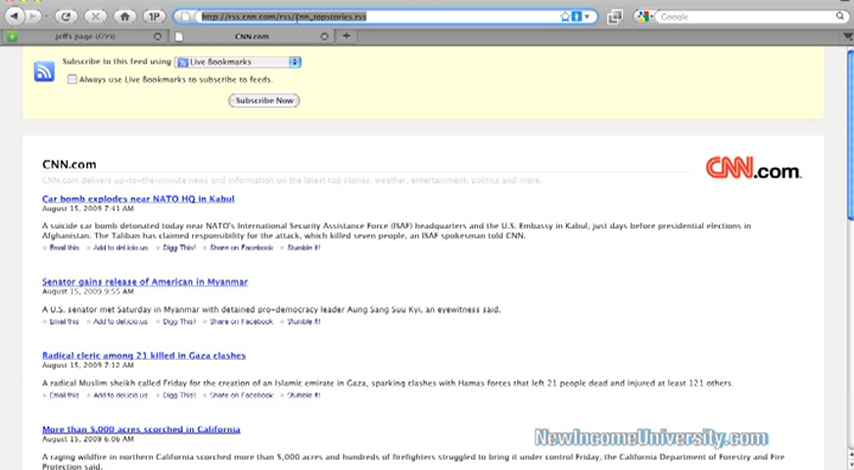 1P
http://rss.cnn.com/rss/cnn_topstories.rss
Google
Jeff's page (699)
CNN.com
Subscribe to this feed using Live Bookmarks
Always use Live Bookmarks to subscribe to feeds.
Subscribe Now
CNN.com
CNN.com
CNN.com delivers up-to-the-minute news and information on the latest top stories, weather, entertainment, politics and more.
Car bomb explodes near NATO HQ in Kabul
August 15, 2009 7:41 AM
A suicide car bomb detonated today near NATO's International Security Assistance Force (ISAF) headquarters and the U.S. Embassy in Kabul, just days before presidential elections in
Afghanistan. The Taliban has claimed responsibility for the attack, which killed seven people, an ISAF spokesman told CNN.
Email this Add to del.icio.us Digg This! Share on Facebook Stumble It!
Senator gains release of American in Myanmar
August 15, 2009 9:55 AM
A U.S. senator met Saturday in Myanmar with detained pro-democracy leader Aung Sang Suu Kyi, an eyewitness said.
Email this Add to del.icio.us Digg This! Share on Facebook Stumble It!
Radical cleric among 21 killed in Gaza clashes
August 15, 2009 7:12 AM
A radical Muslim sheikh called Friday for the creation of an Islamic emirate in Gaza, sparking clashes with Hamas forces that left 21 people dead and injured at least 121 others.
Email this Add to del.icio.us Digg This! Share on Facebook Stumble It!
More than 5,000 acres scorched in California
August 15, 2009 6:06 AM
NewIncomeUniversity.com
A raging wildfire in northern California scorched more than 5,000 acres and hundreds of firefighters struggled to bring it under control Friday, the California Department of Forestry and Fire
Protection said.